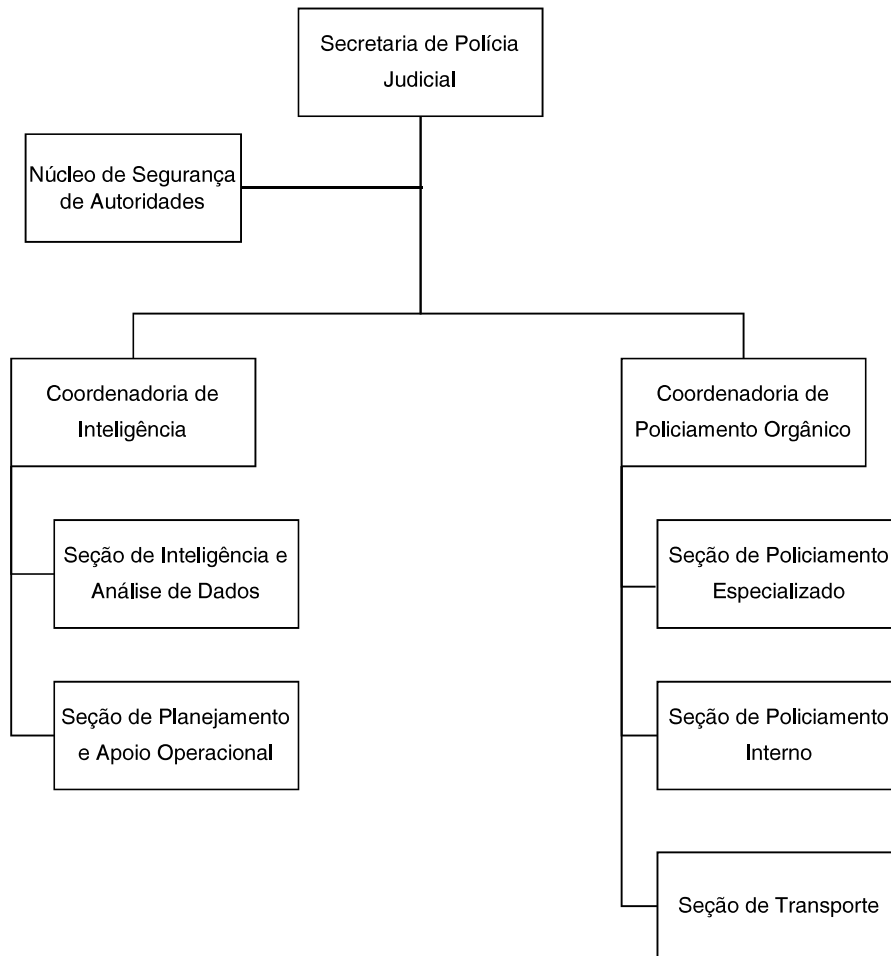 Secretaria de Polícia
Judicial
Núcleo de Segurança
de Autoridades
Coordenadoria de
Inteligência
Coordenadoria de
Policiamento Orgânico
Seção de Inteligência e
Análise de Dados
Seção de Policiamento
Especializado
Seção de Planejamento
e Apoio Operacional
Seção de Policiamento
Interno
Seção de Transporte